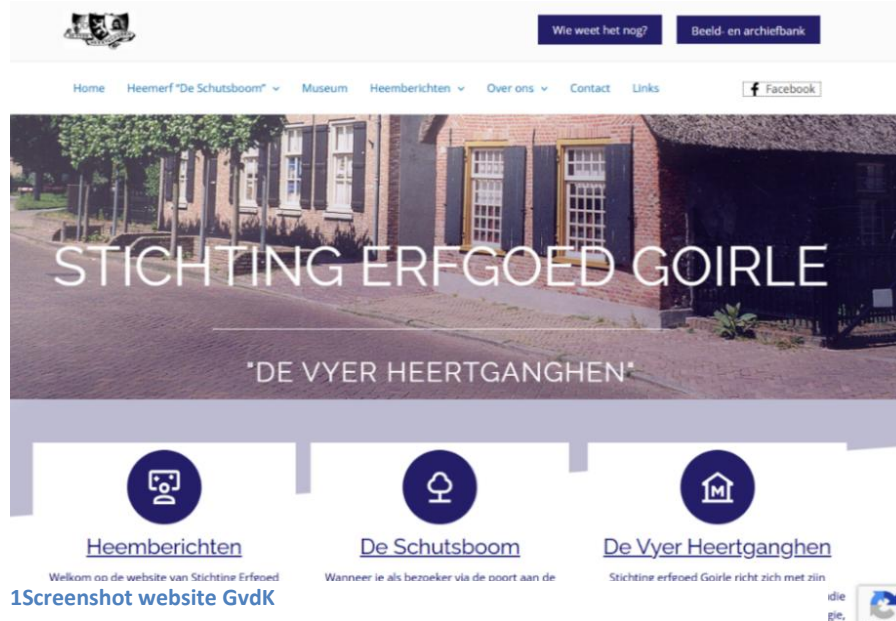 Wie weet het nog? Beeld- en archiefbank
Home Heemerf "De Schutsboom" Museum Heemberichten Over ons Contact Links Facebook
STICHTING ERFGOED GOIRLE
"DE VYER HEERTGANGHEN"
Heemberichten De Schutsboom De Vyer Heertganghen
Welkom op de website van Stichting Erfgoed Wanneer je als bezoeker via de poort aan de Stichting erfgoed Goirle richt zich met zijn
1Screenshot website GvdK
die
gie,